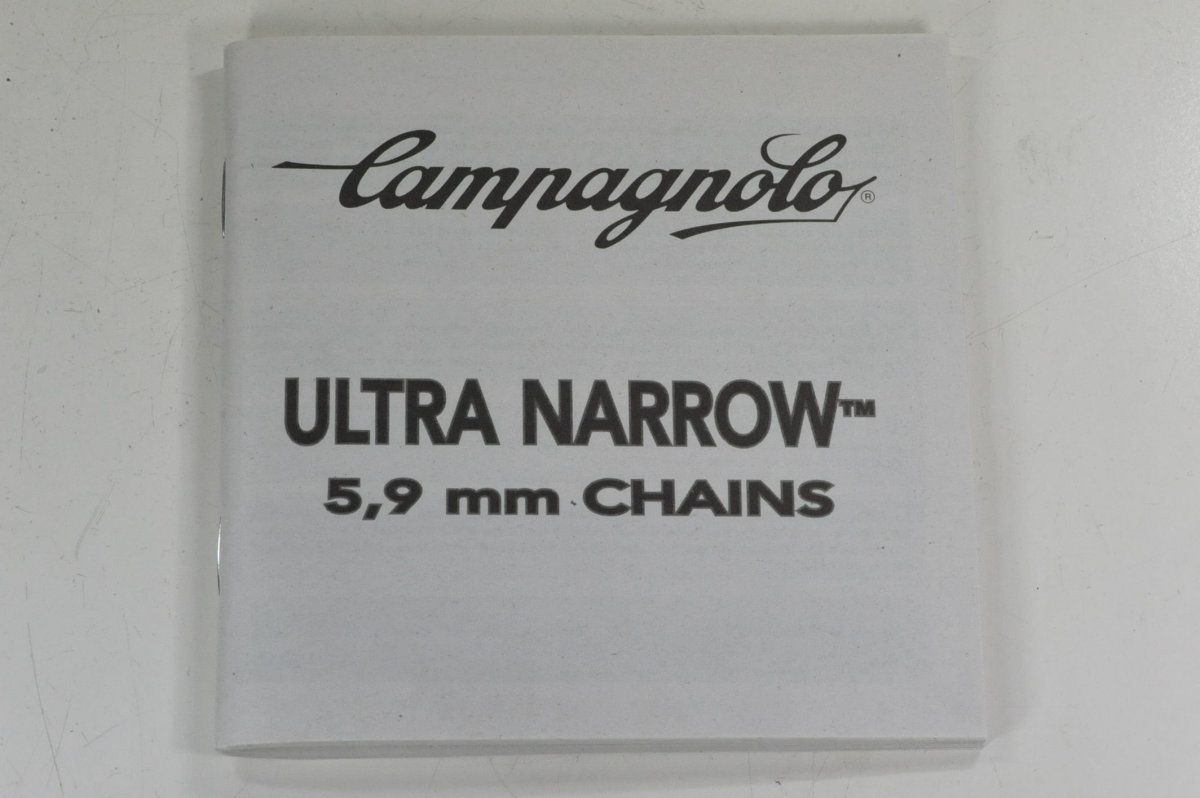 Campagnolo®
ULTRA NARROW™
5,9 mm CHAINS